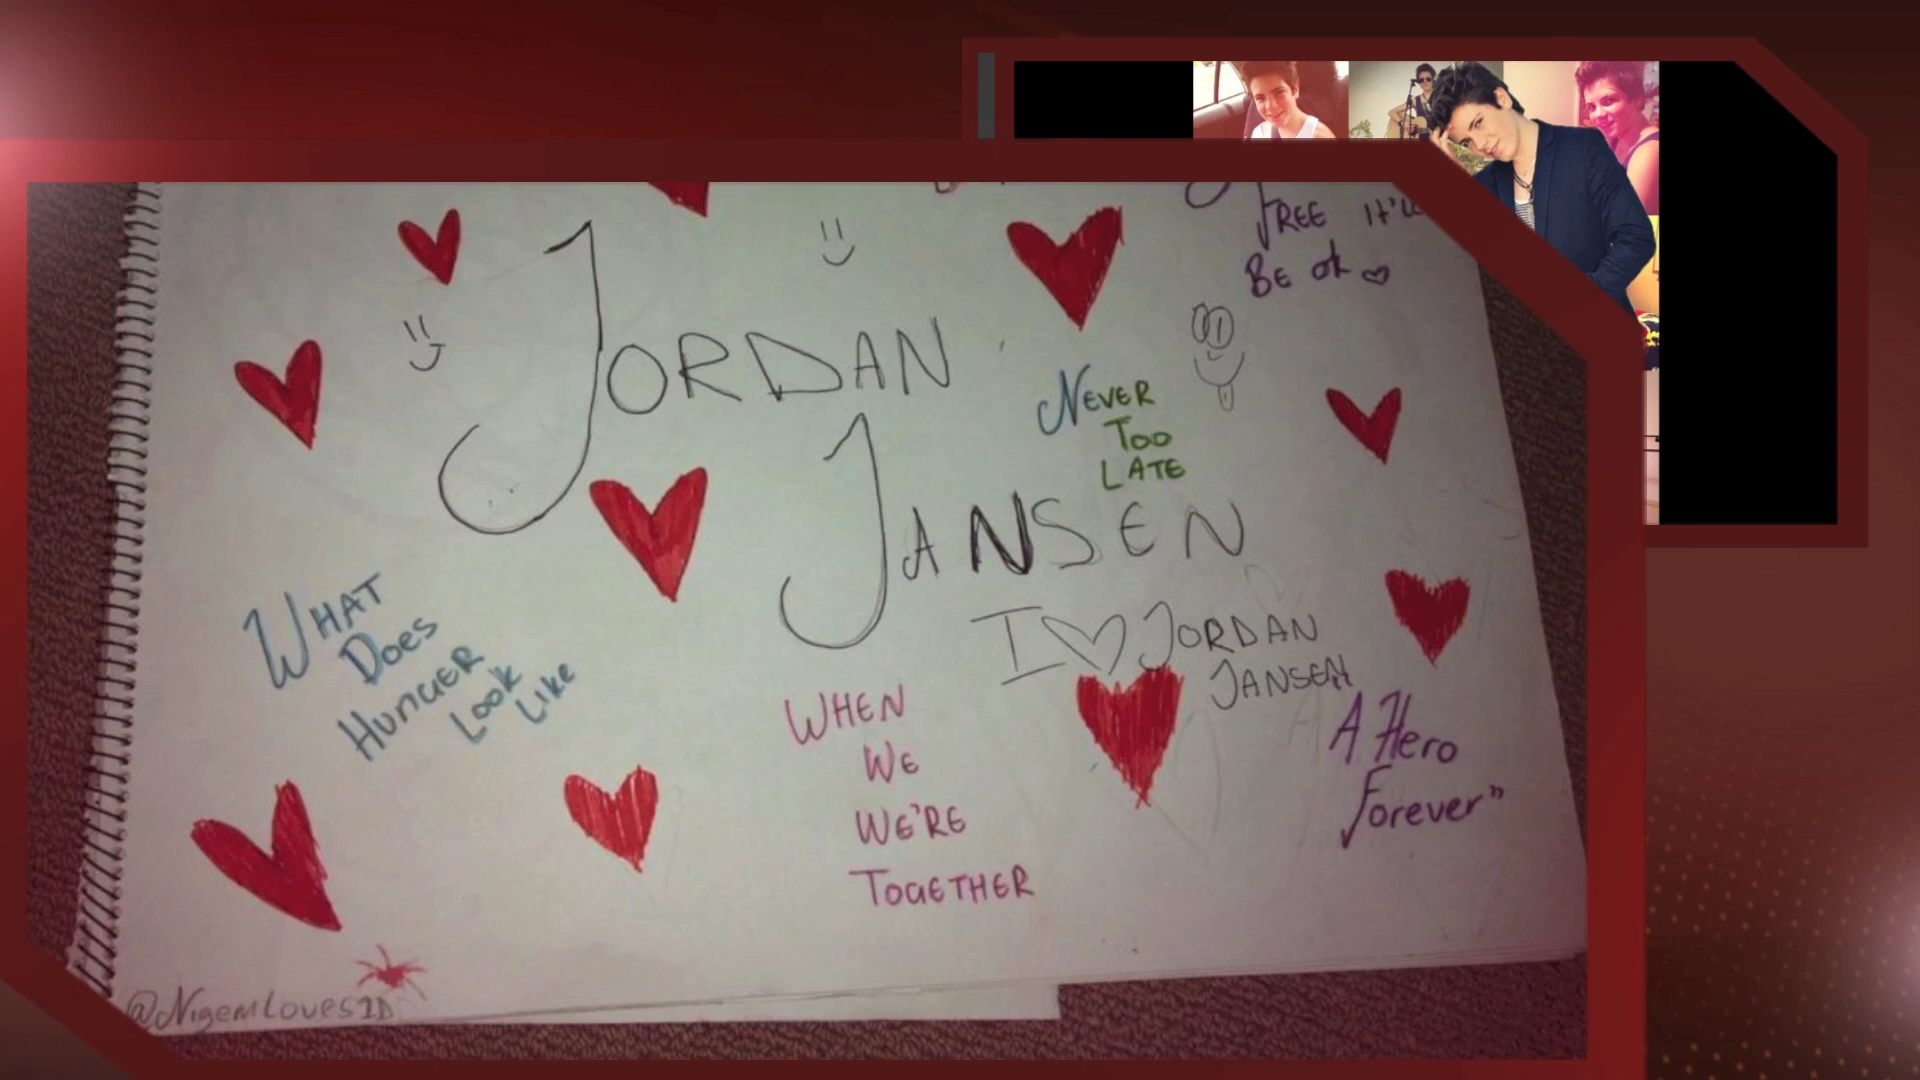 FREE IT'LL
BE Ok
JORDAN
JANSEN
NEVER
TOO
LATE
I ♡ JORDAN
JANSEN
WHAT
DOES
HUNGER
Look
Like
WHEN
WE
WE'RE
TOGETHER
A Hero
Forever"
@NigemLoves1D